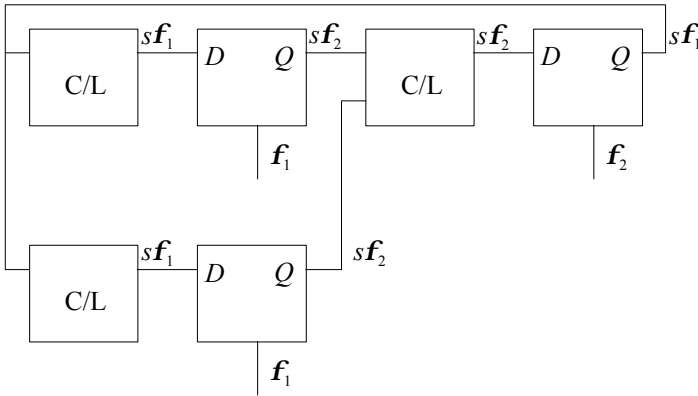 sf₁ D Q sf₂ sf₂ D Q sf₁
C/L C/L
f₁ f₂
sf₁ D Q sf₂
C/L
f₁